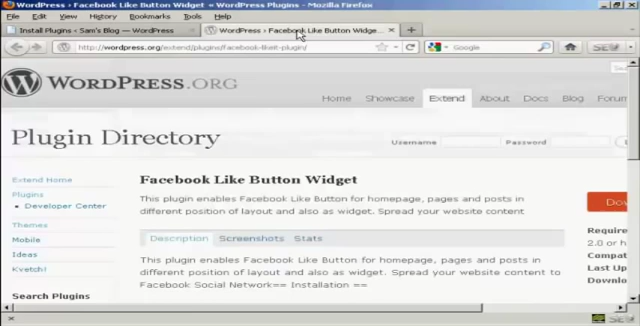 WordPress › Facebook Like Button Widget « WordPress Plugins - Mozilla Firefox
File Edit View History Bookmarks Tools Help
Install Plugins ‹ Sam's Blog — WordPress
WordPress › Facebook Like Button Widge...
http://wordpress.org/extend/plugins/facebook-likeit-plugin/
Google
WORDPRESS.ORG
Home Showcase Extend About Docs Blog Forum
Plugin Directory
Username Password
Extend Home
Plugins
Developer Center
Themes
Mobile
Ideas
Kvetch!
Search Plugins
Facebook Like Button Widget
This plugin enables Facebook Like Button for homepage, pages and posts in
different position of layout and also as widget. Spread your website content
Description Screenshots Stats
This plugin enables Facebook Like Button for homepage, pages and posts in
different position of layout and also as widget. Spread your website content to
Facebook Social Network== Installation ==
Dow
Require
2.0 or h
Compat
Last Up
Downlo